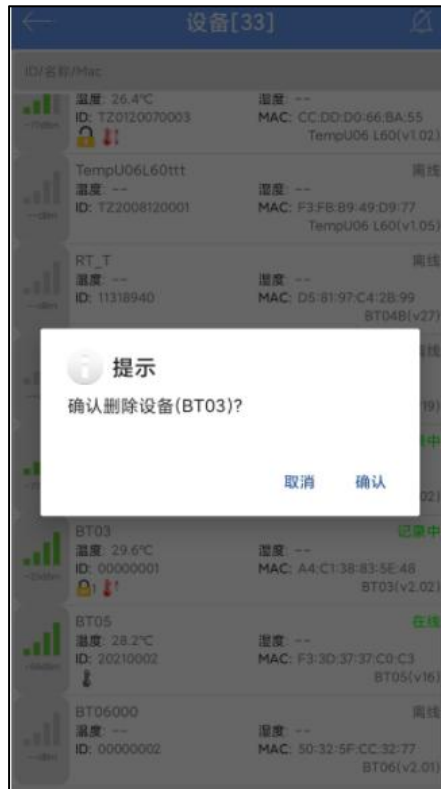 设备[33]
ID/名称/Mac
温度: 26.4℃ 湿度: --
ID: TZ0120070003 MAC: CC:DD:D0:66:BA:55
TempU06 L60(v1.02)
TempU06L60ttt 离线
温度: -- 湿度: --
ID: TZ2008120001 MAC: F3:FB:B9:49:D9:77
TempU06 L60(v1.05)
RT_T 离线
温度: -- 湿度: --
ID: 11318940 MAC: D5:81:97:C4:2B:99
BT04B(v27)
提示
确认删除设备(BT03)?
取消 确认
BT03 记录中
温度: 29.6℃ 湿度: --
ID: 00000001 MAC: A4:C1:38:83:5E:48
BT03(v2.02)
BT05 在线
温度: 28.2℃ 湿度: --
ID: 20210002 MAC: F3:3D:37:37:C0:C3
BT05(v16)
BT06000 离线
温度: -- 湿度: --
ID: 00000002 MAC: 50:32:5F:CC:32:77
BT06(v2.01)